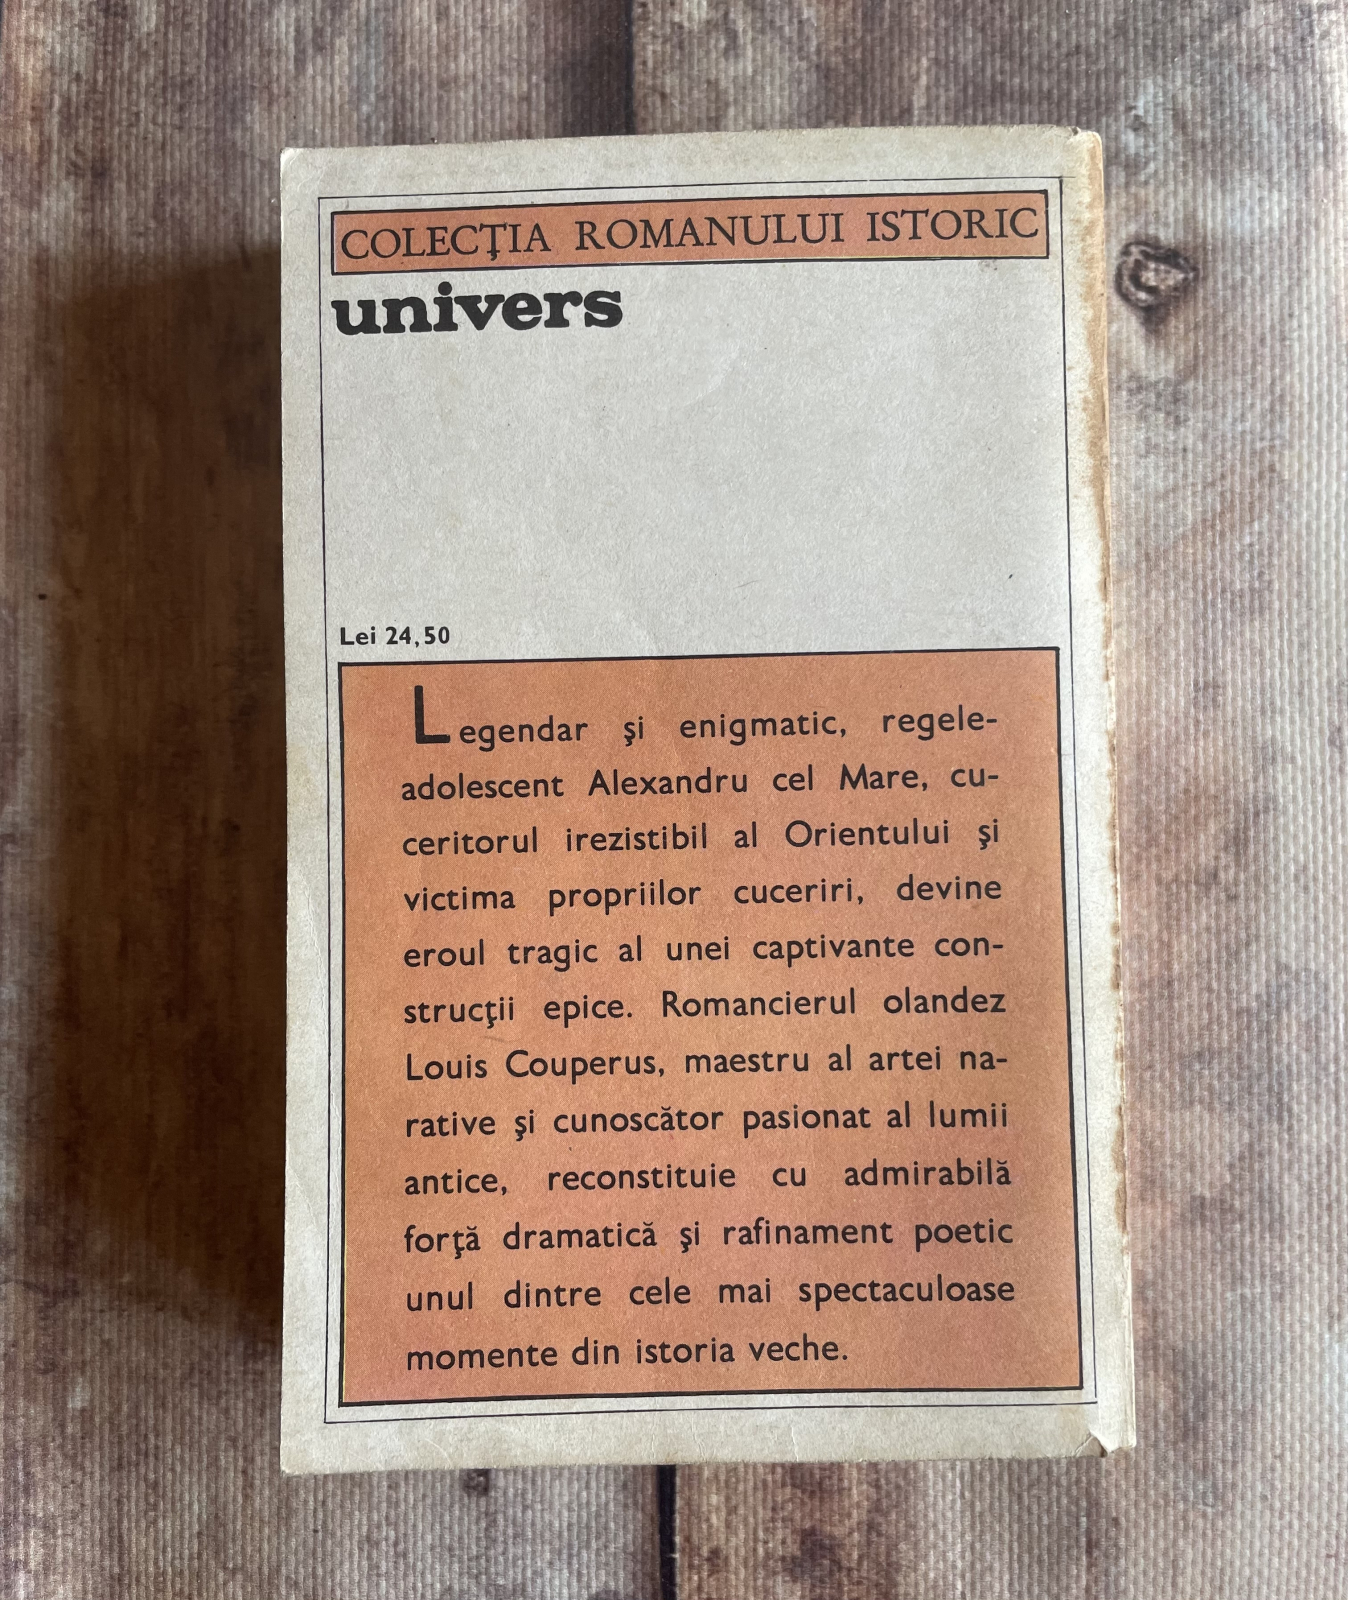 COLECŢIA ROMANULUI ISTORIC
univers
Lei 24,50
Legendar şi enigmatic, regele-
adolescent Alexandru cel Mare, cu-
ceritorul irezistibil al Orientului şi
victima propriilor cuceriri, devine
eroul tragic al unei captivante con-
strucţii epice. Romancierul olandez
Louis Couperus, maestru al artei na-
rative şi cunoscător pasionat al lumii
antice, reconstituie cu admirabilă
forţă dramatică şi rafinament poetic
unul dintre cele mai spectaculoase
momente din istoria veche.